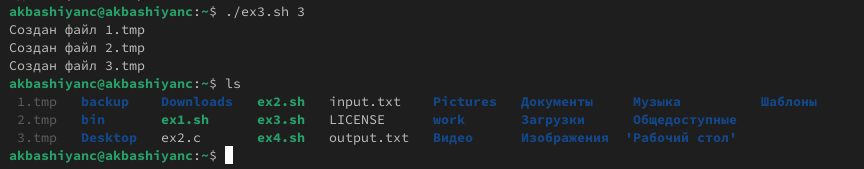 akbashiyanc@akbashiyanc:~$ ./ex3.sh 3
Создан файл 1.tmp
Создан файл 2.tmp
Создан файл 3.tmp
akbashiyanc@akbashiyanc:~$ ls
1.tmp backup Downloads ex2.sh input.txt Pictures Документы Музыка Шаблоны
2.tmp bin ex1.sh ex3.sh LICENSE work Загрузки Общедоступные
3.tmp Desktop ex2.c ex4.sh output.txt Видео Изображения 'Рабочий стол'
akbashiyanc@akbashiyanc:~$